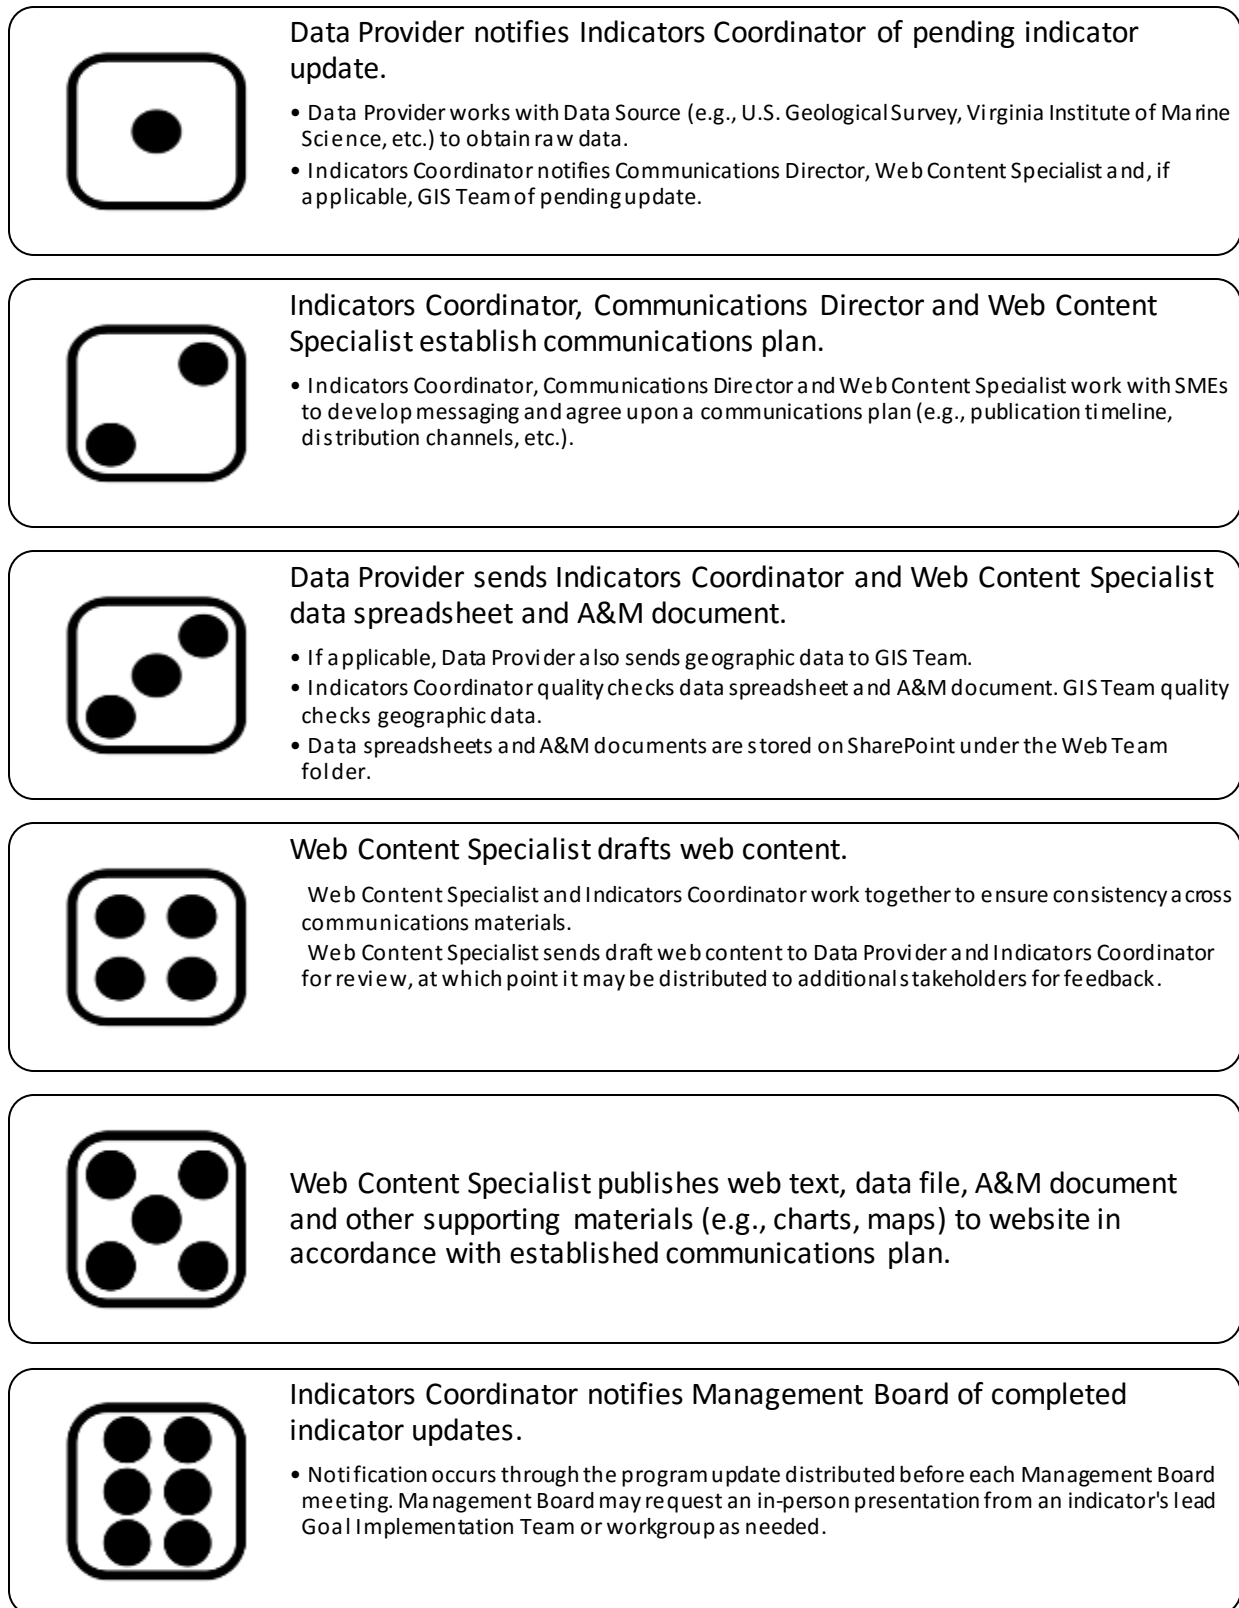 Data Provider notifies Indicators Coordinator of pending indicator
update.
• Data Provider works with Data Source (e.g., U.S. Geological Survey, Virginia Institute of Marine
Science, etc.) to obtain raw data.
• Indicators Coordinator notifies Communications Director, Web Content Specialist and, if
applicable, GIS Team of pending update.
Indicators Coordinator, Communications Director and Web Content
Specialist establish communications plan.
• Indicators Coordinator, Communications Director and Web Content Specialist work with SMEs
to develop messaging and agree upon a communications plan (e.g., publication timeline,
distribution channels, etc.).
Data Provider sends Indicators Coordinator and Web Content Specialist
data spreadsheet and A&M document.
• If applicable, Data Provider also sends geographic data to GIS Team.
• Indicators Coordinator quality checks data spreadsheet and A&M document. GIS Team quality
checks geographic data.
• Data spreadsheets and A&M documents are stored on SharePoint under the Web Team
folder.
Web Content Specialist drafts web content.
Web Content Specialist and Indicators Coordinator work together to ensure consistency across
communications materials.
Web Content Specialist sends draft web content to Data Provider and Indicators Coordinator
for review, at which point it may be distributed to additional stakeholders for feedback.
Web Content Specialist publishes web text, data file, A&M document
and other supporting materials (e.g., charts, maps) to website in
accordance with established communications plan.
Indicators Coordinator notifies Management Board of completed
indicator updates.
• Notification occurs through the program update distributed before each Management Board
meeting. Management Board may request an in-person presentation from an indicator's lead
Goal Implementation Team or workgroup as needed.